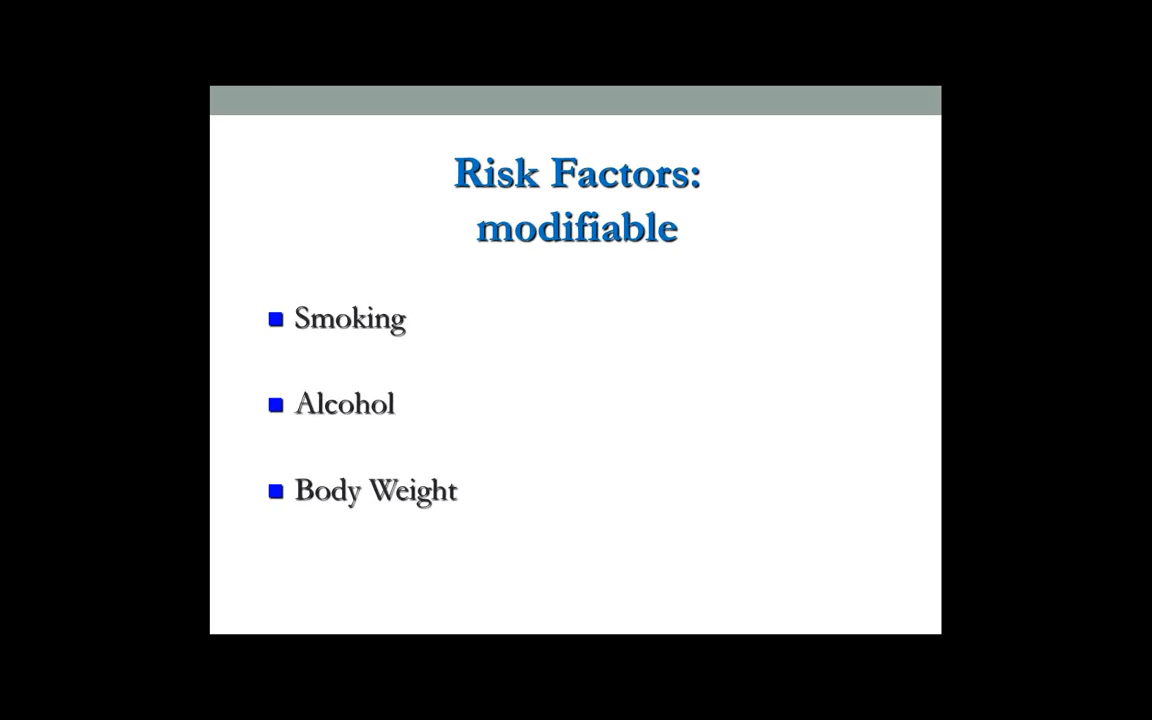 Risk Factors:
modifiable
Smoking
Alcohol
Body Weight